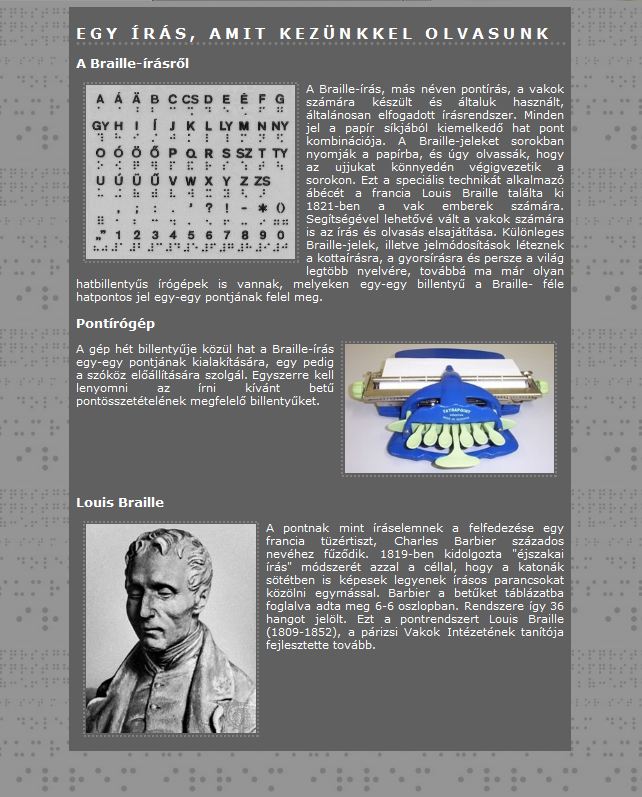 EGY ÍRÁS, AMIT KEZÜNKKEL OLVASUNK
A Braille-írásról
A Á Ä B C CS D E É F G
GY H I Í J K L LY M N NY
O Ó Ö Ő P Q R S SZ T TY
U Ú Ü Ű V W X Y Z ZS
, ; : . - ' ? ! - * ()
„” 1 2 3 4 5 6 7 8 9 0
A Braille-írás, más néven pontírás, a vakok
számára készült és általuk használt,
általánosan elfogadott írásrendszer. Minden
jel a papír síkjából kiemelkedő hat pont
kombinációja. A Braille-jeleket sorokban
nyomják a papírba, és úgy olvassák, hogy
az ujjukat könnyedén végigvezetik a
sorokon. Ezt a speciális technikát alkalmazó
ábécét a francia Louis Braille találta ki
1821-ben a vak emberek számára.
Segítségével lehetővé vált a vakok számára
is az írás és olvasás elsajátítása. Különleges
Braille-jelek, illetve jelmódosítások léteznek
a kottaírásra, a gyorsírásra és persze a világ
legtöbb nyelvére, továbbá ma már olyan
hatbillentyűs írógépek is vannak, melyeken egy-egy billentyű a Braille- féle
hatpontos jel egy-egy pontjának felel meg.
Pontírógép
A gép hét billentyűje közül hat a Braille-írás
egy-egy pontjának kialakítására, egy pedig
a szóköz előállítására szolgál. Egyszerre kell
lenyomni az írni kívánt betű
pontösszetételének megfelelő billentyűket.
TATRAPOINT
Louis Braille
A pontnak mint íráselemnek a felfedezése egy
francia tüzértiszt, Charles Barbier százados
nevéhez fűződik. 1819-ben kidolgozta "éjszakai
írás" módszerét azzal a céllal, hogy a katonák
sötétben is képesek legyenek írásos parancsokat
közölni egymással. Barbier a betűket táblázatba
foglalva adta meg 6-6 oszlopban. Rendszere így 36
hangot jelölt. Ezt a pontrendszert Louis Braille
(1809-1852), a párizsi Vakok Intézetének tanítója
fejlesztette tovább.